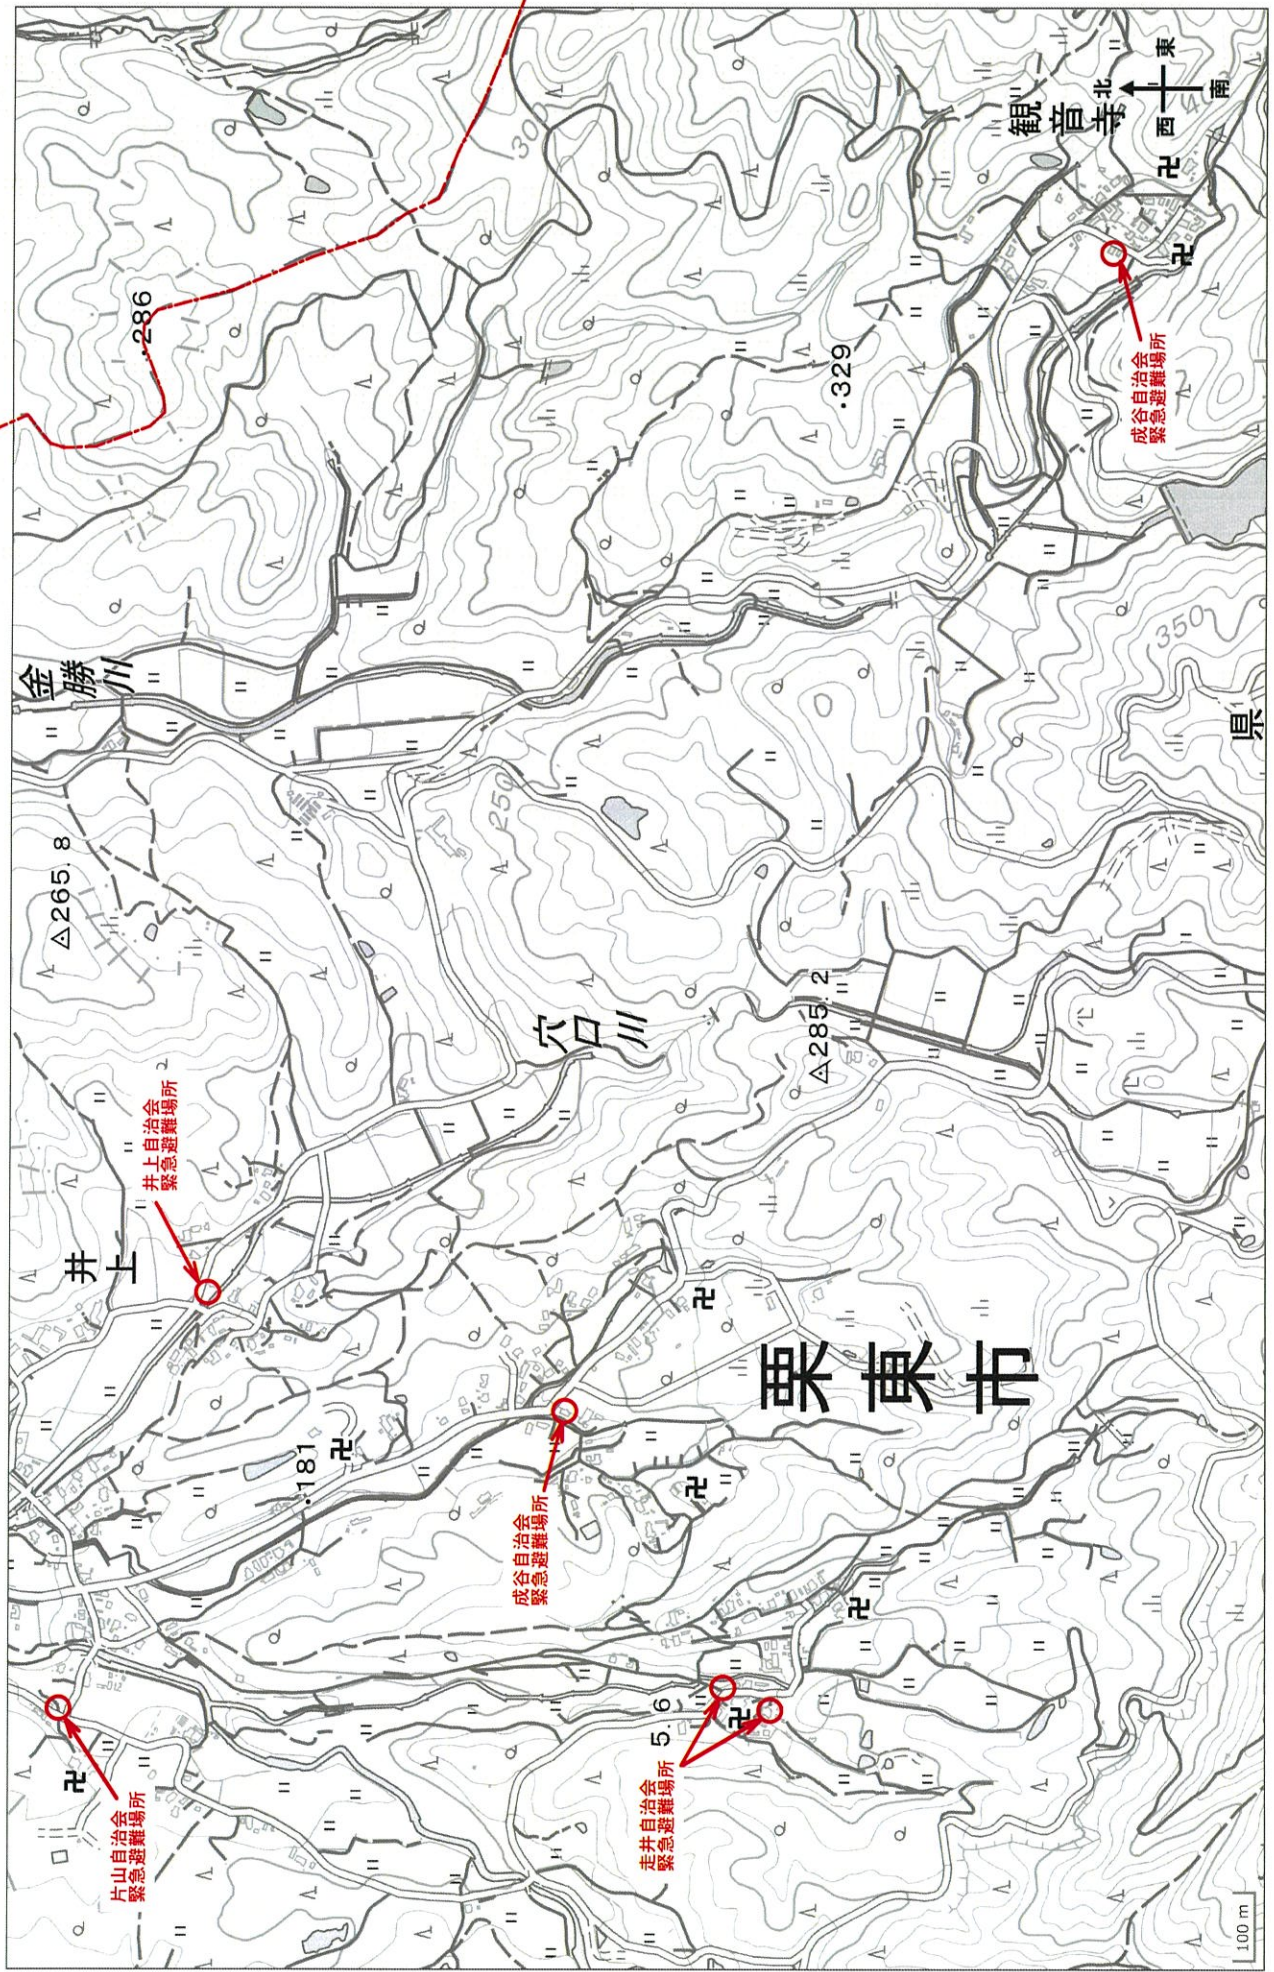 金勝川
観音寺
北
東
西
南
300
.286
.329
成谷自治会
緊急避難場所
350
県
△265.8
250
穴口川
△285.2
井上自治会
緊急避難場所
井上
栗東市
.181
成谷自治会
緊急避難場所
5.6
走井自治会
緊急避難場所
片山自治会
緊急避難場所
100 m